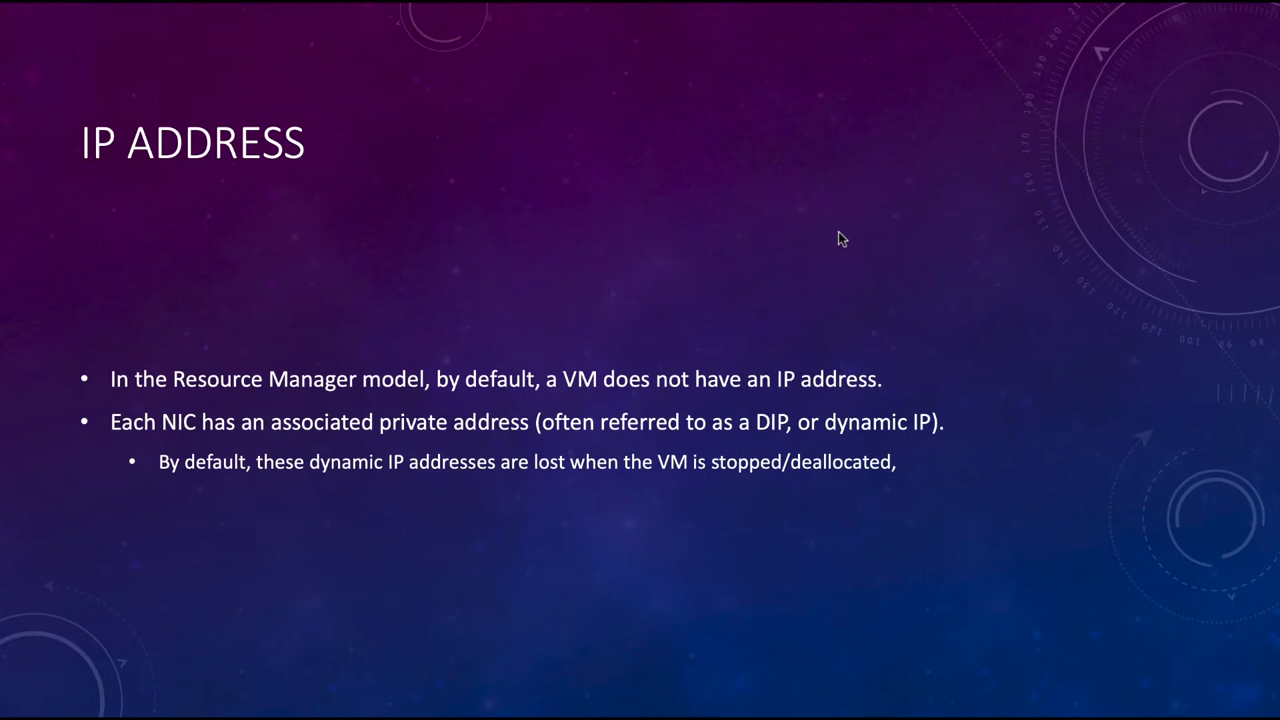 IP ADDRESS
• In the Resource Manager model, by default, a VM does not have an IP address.
• Each NIC has an associated private address (often referred to as a DIP, or dynamic IP).
• By default, these dynamic IP addresses are lost when the VM is stopped/deallocated,